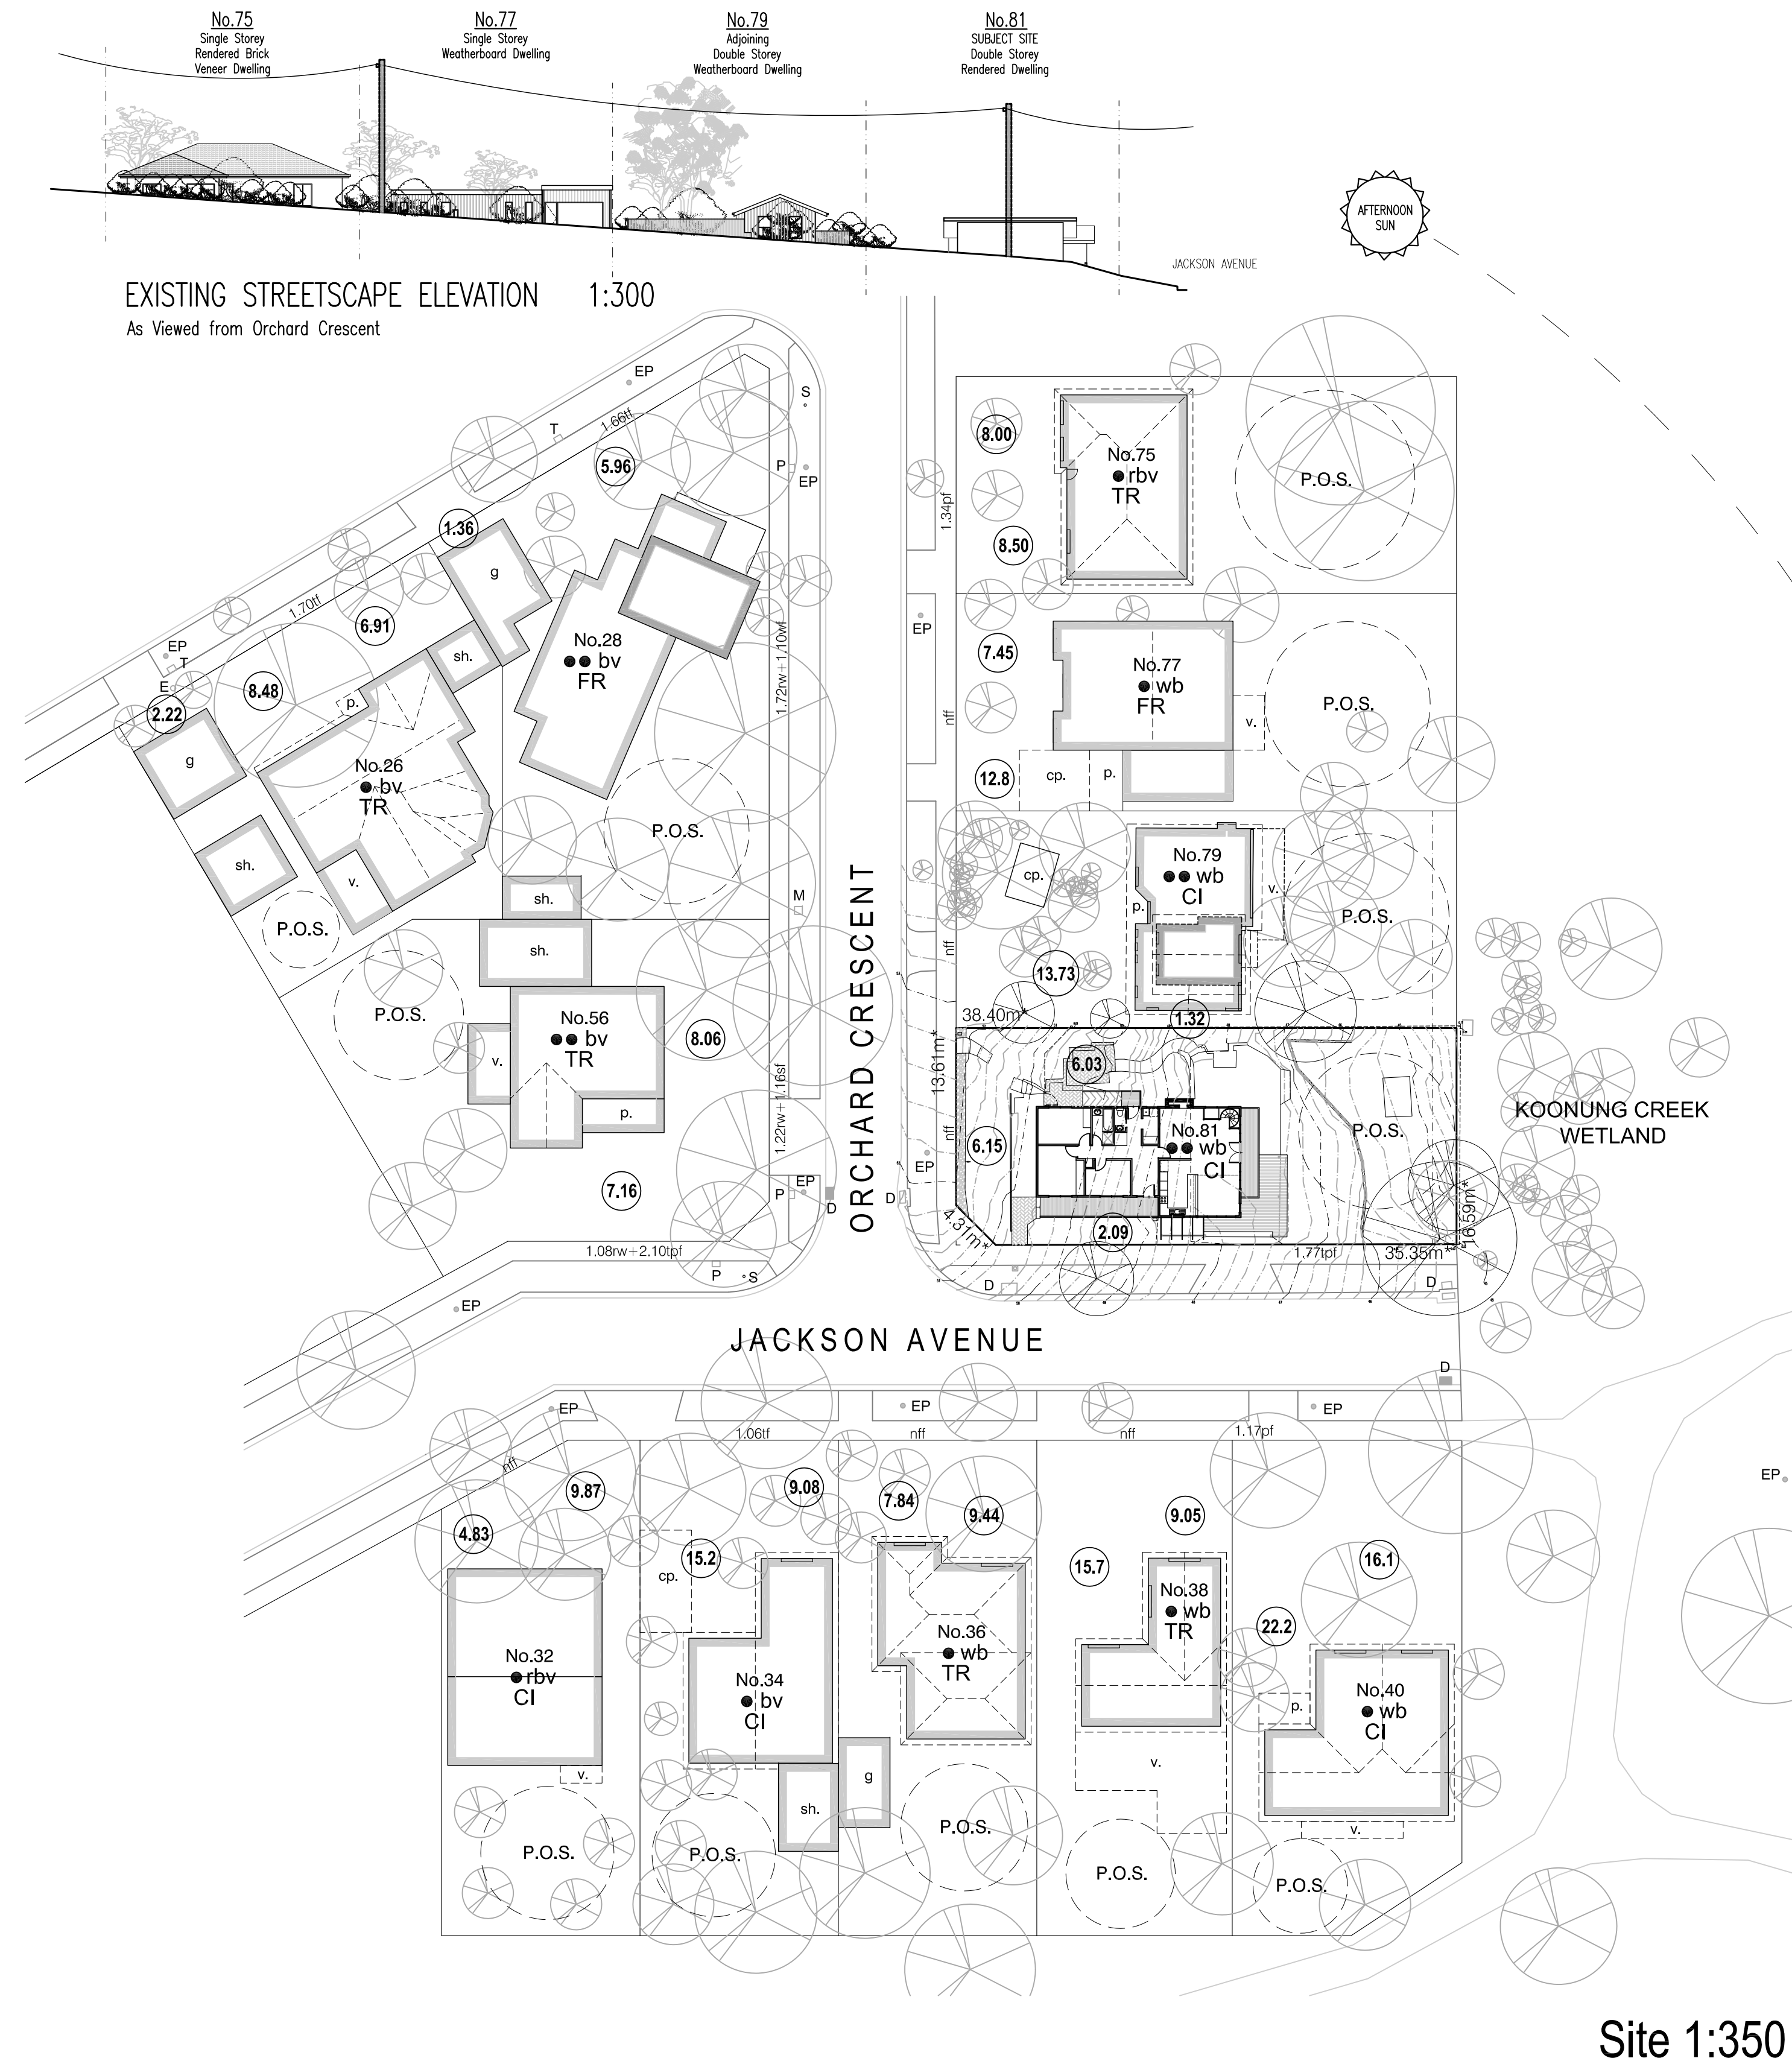 No.75
Single Storey
Rendered Brick
Veneer Dwelling
No.77
Single Storey
Weatherboard Dwelling
No.79
Adjoining
Double Storey
Weatherboard Dwelling
No.81
SUBJECT SITE
Double Storey
Rendered Dwelling
AFTERNOON
SUN
JACKSON AVENUE
EXISTING STREETSCAPE ELEVATION 1:300
As Viewed from Orchard Crescent
EP
S
T
1.66tf
5.96
P
EP
1.36
g
1.70tf
6.91
EP
T
E
sh.
8.48
2.22
p.
g
No.28
bv
FR
1.72rw+1.10wf
No.26
bv
TR
sh.
v.
P.O.S.
P.O.S.
sh.
M
sh.
P.O.S.
No.56
bv
TR
v.
p.
8.06
1.22rw+1.16sf
7.16
P
EP
D
1.08rw+2.10tpf
P
S
EP
ORCHARD CRESCENT
8.00
1.34pf
No.75
rbv
TR
P.O.S.
8.50
EP
7.45
nff
No.77
wb
FR
v.
P.O.S.
12.8
cp.
p.
cp.
No.79
wb
CI
p.
v.
P.O.S.
nff
13.73
38.40m*
1.32
13.61m*
6.03
nff
6.15
EP
No.81
wb
CI
P.O.S.
KOONUNG CREEK
WETLAND
D
4.31m*
2.09
16.59m*
1.77tpf
35.35m*
D
D
JACKSON AVENUE
D
EP
EP
EP
1.06tf
nff
nff
1.17pf
nff
EP
9.87
4.83
9.08
7.84
9.44
9.05
15.2
15.7
16.1
cp.
22.2
No.32
rbv
CI
v.
P.O.S.
No.34
bv
CI
sh.
P.O.S.
No.36
wb
TR
g
P.O.S.
No.38
wb
TR
v.
P.O.S.
No.40
wb
CI
p.
v.
P.O.S.
Site 1:350